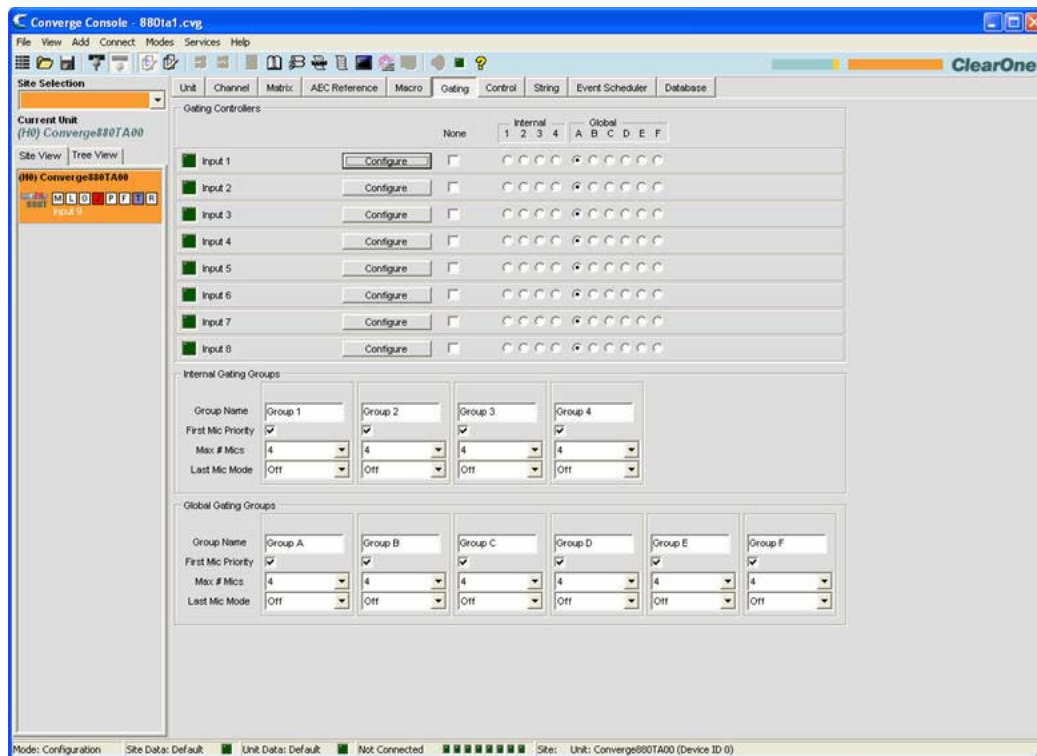 Converge Console - 880ta1.cvg
File View Add Connect Modes Services Help
ClearOne
Site Selection
Current Unit
(H0) Converge880TA00
Site View Tree View
(H0) Converge880TA00
M L O P F T R
Input 9
Unit Channel Matrix AEC Reference Macro Gating Control String Event Scheduler Database
Gating Controllers
Internal Global
None 1 2 3 4 A B C D E F
Input 1 Configure
Input 2 Configure
Input 3 Configure
Input 4 Configure
Input 5 Configure
Input 6 Configure
Input 7 Configure
Input 8 Configure
Internal Gating Groups
Group Name Group 1 Group 2 Group 3 Group 4
First Mic Priority
Max # Mics 4 4 4 4
Last Mic Mode Off Off Off Off
Global Gating Groups
Group Name Group A Group B Group C Group D Group E Group F
First Mic Priority
Max # Mics 4 4 4 4 4 4
Last Mic Mode Off Off Off Off Off Off
Mode: Configuration Site Data: Default Unit Data: Default Not Connected Site: Unit: Converge880TA00 (Device ID 0)